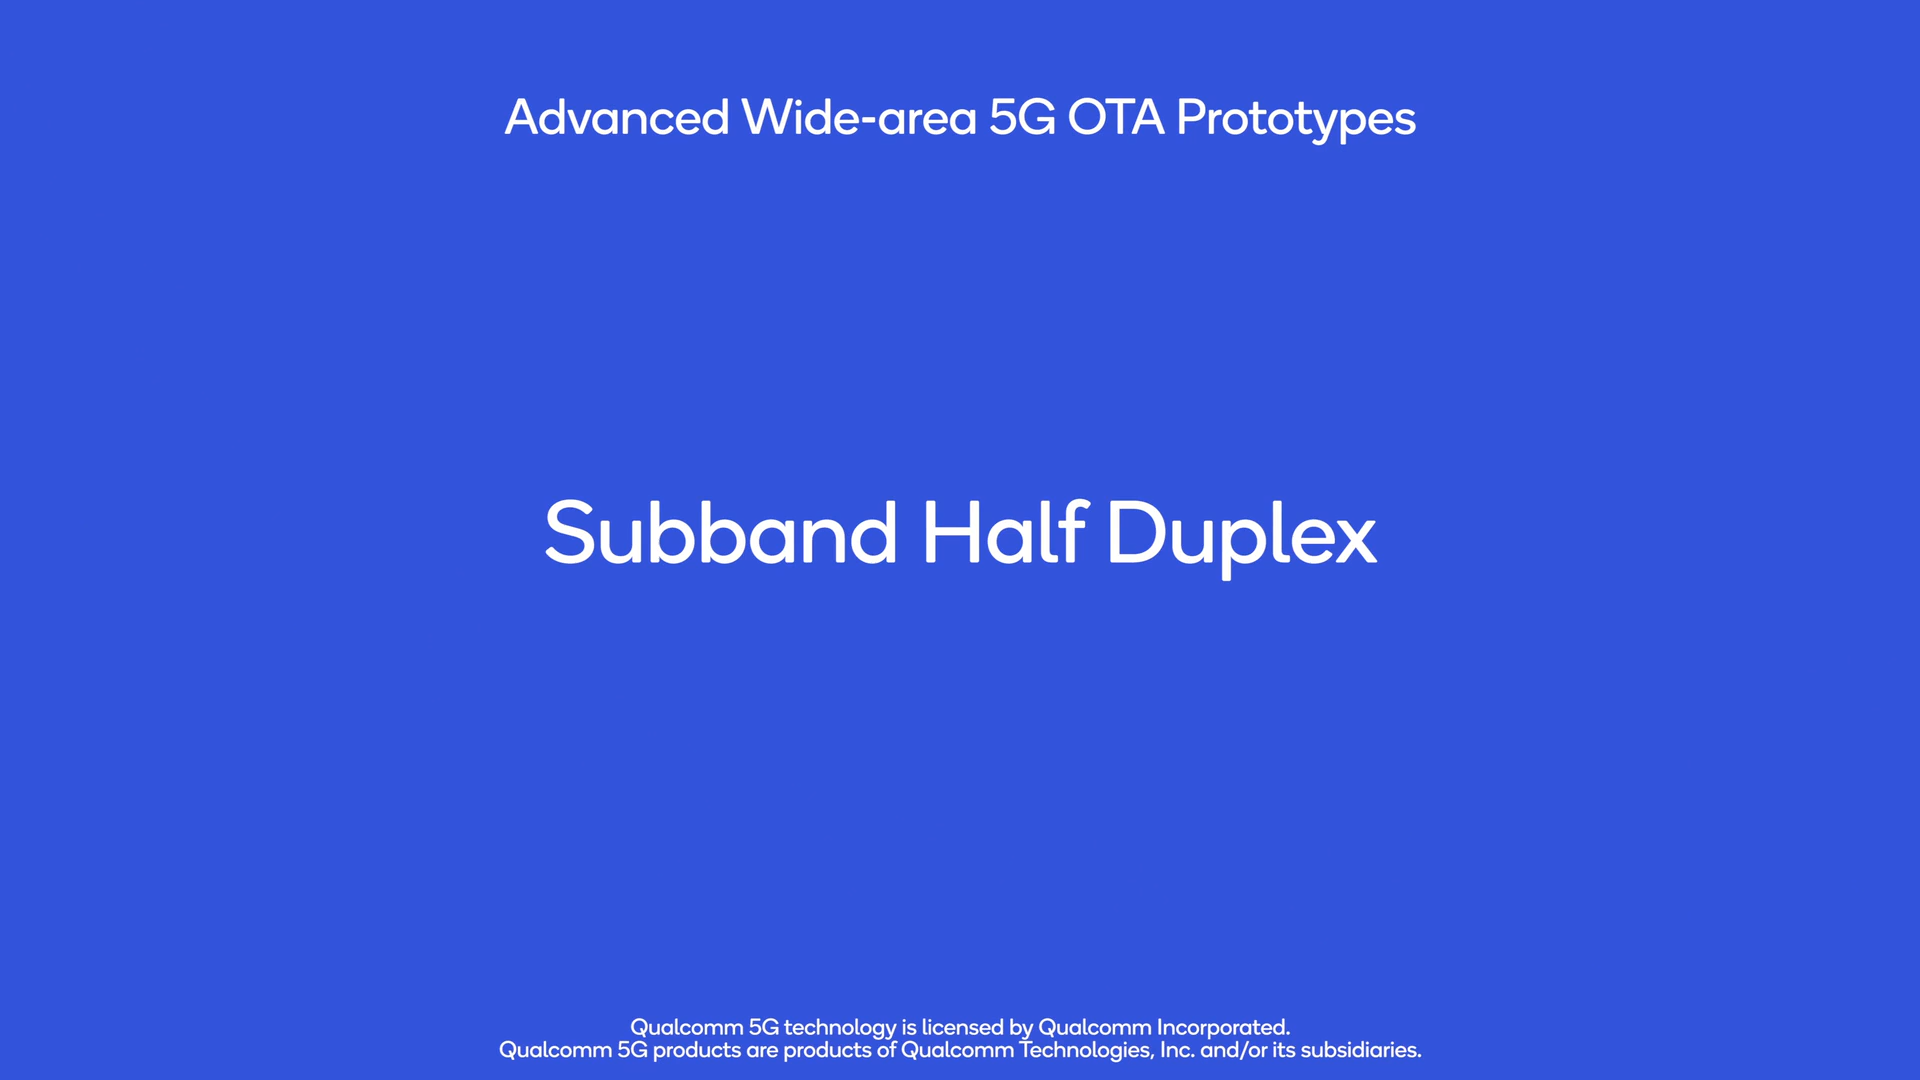 Advanced Wide-area 5G OTA Prototypes
Subband Half Duplex
Qualcomm 5G technology is licensed by Qualcomm Incorporated.
Qualcomm 5G products are products of Qualcomm Technologies, Inc. and/or its subsidiaries.